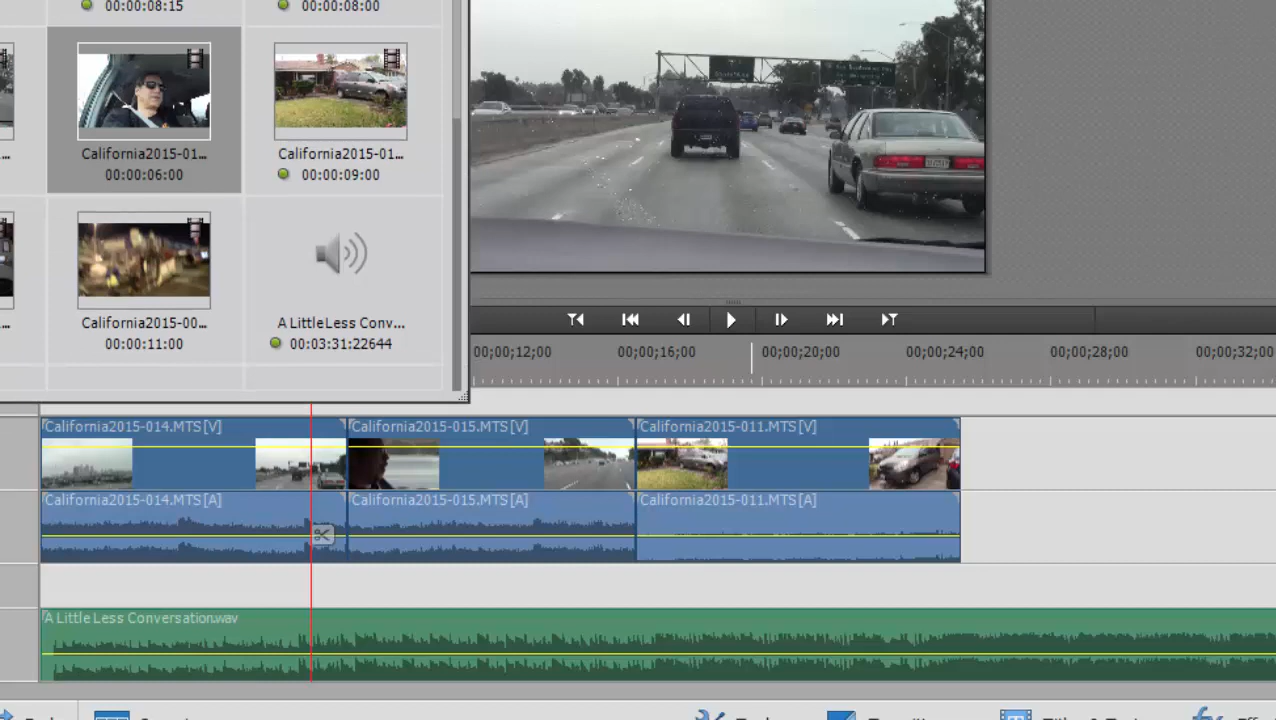 00:00:08:15
00:00:08:00
California2015-01...
00:00:06:00
California2015-01...
00:00:09:00
California2015-00...
00:00:11:00
A LittleLess Conv...
00:03:31:22644
00;00;12;00
00;00;16;00
00;00;20;00
00;00;24;00
00;00;28;00
00;00;32;00
California2015-014.MTS [V]
California2015-015.MTS [V]
California2015-011.MTS [V]
California2015-014.MTS [A]
California2015-015.MTS [A]
California2015-011.MTS [A]
A Little Less Conversation.wav